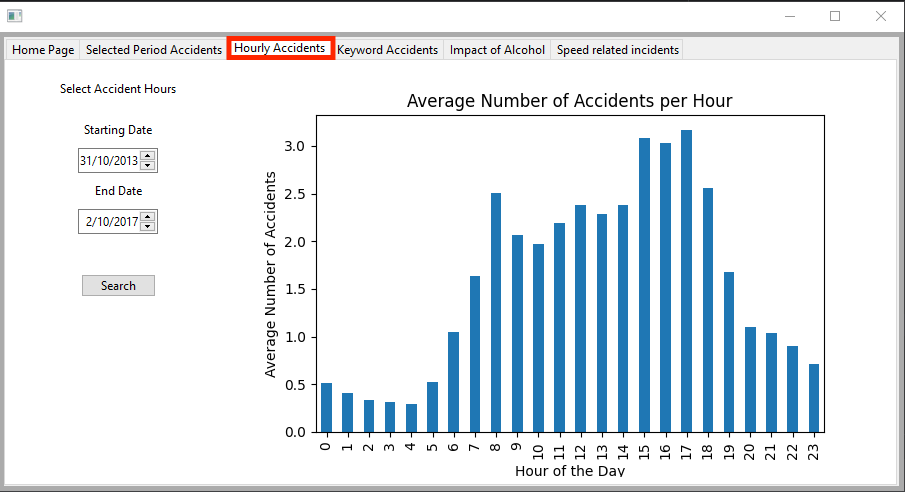 Home Page Selected Period Accidents Hourly Accidents Keyword Accidents Impact of Alcohol Speed related incidents
Select Accident Hours
Starting Date
31/10/2013
End Date
2/10/2017
Search
Average Number of Accidents per Hour
Average Number of Accidents
3.0
2.5
2.0
1.5
1.0
0.5
0.0
0 1 2 3 4 5 6 7 8 9 10 11 12 13 14 15 16 17 18 19 20 21 22 23
Hour of the Day